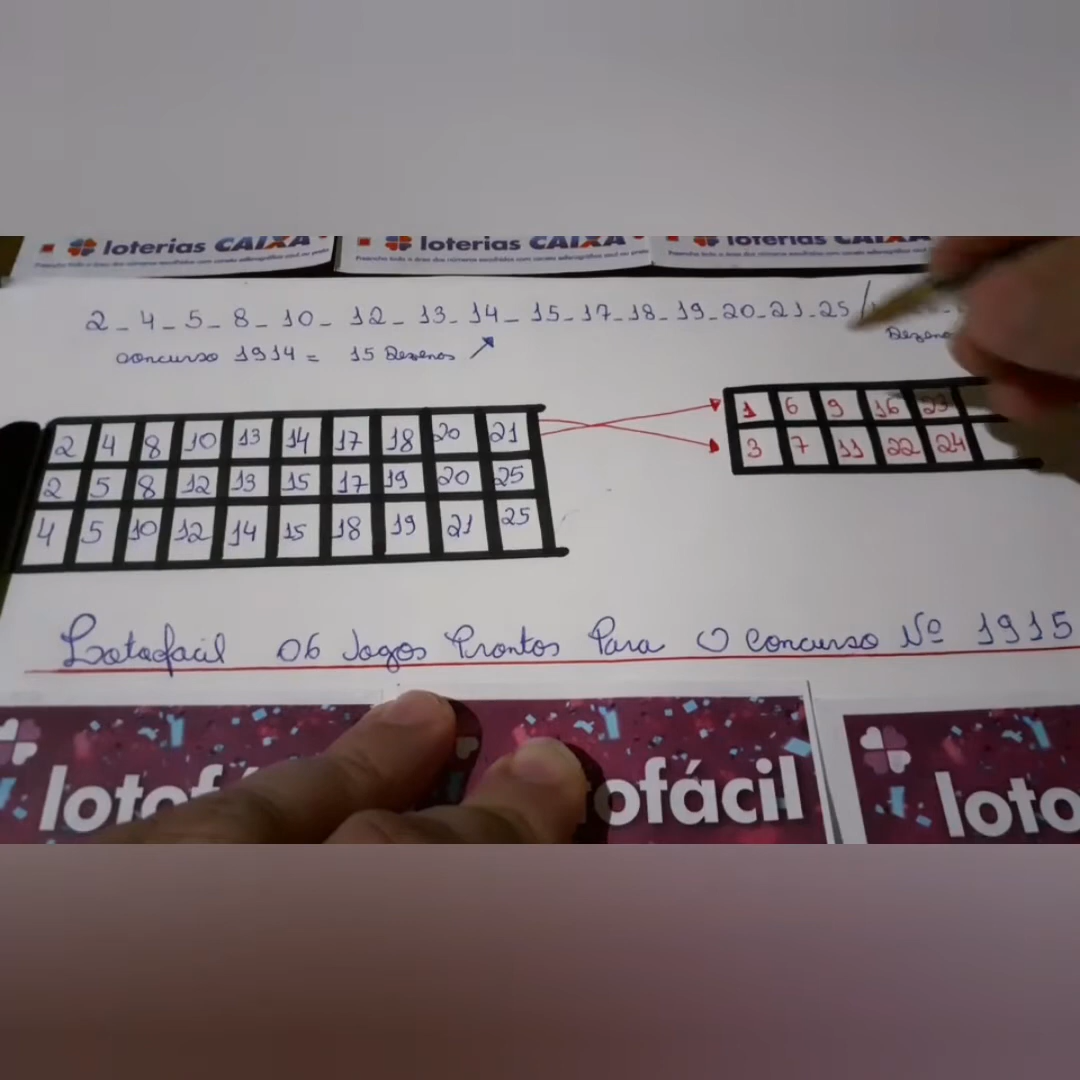 loterias CAIXA loterias CAIXA loterias CAIXA
2 - 4 - 5 - 8 - 10 - 12 - 13 - 14 - 15 - 17 - 18 - 19 - 20 - 21 - 25 /
concurso 1914 = 15 Dezenas
1 6 9 16 23
3 7 11 22 24
2 4 8 10 13 14 17 18 20 21
2 5 8 12 13 15 17 19 20 25
4 5 10 12 14 15 18 19 21 25
Lotofacil 06 Jogos Prontos Para O Concurso Nº 1915
lotof ofácil loto